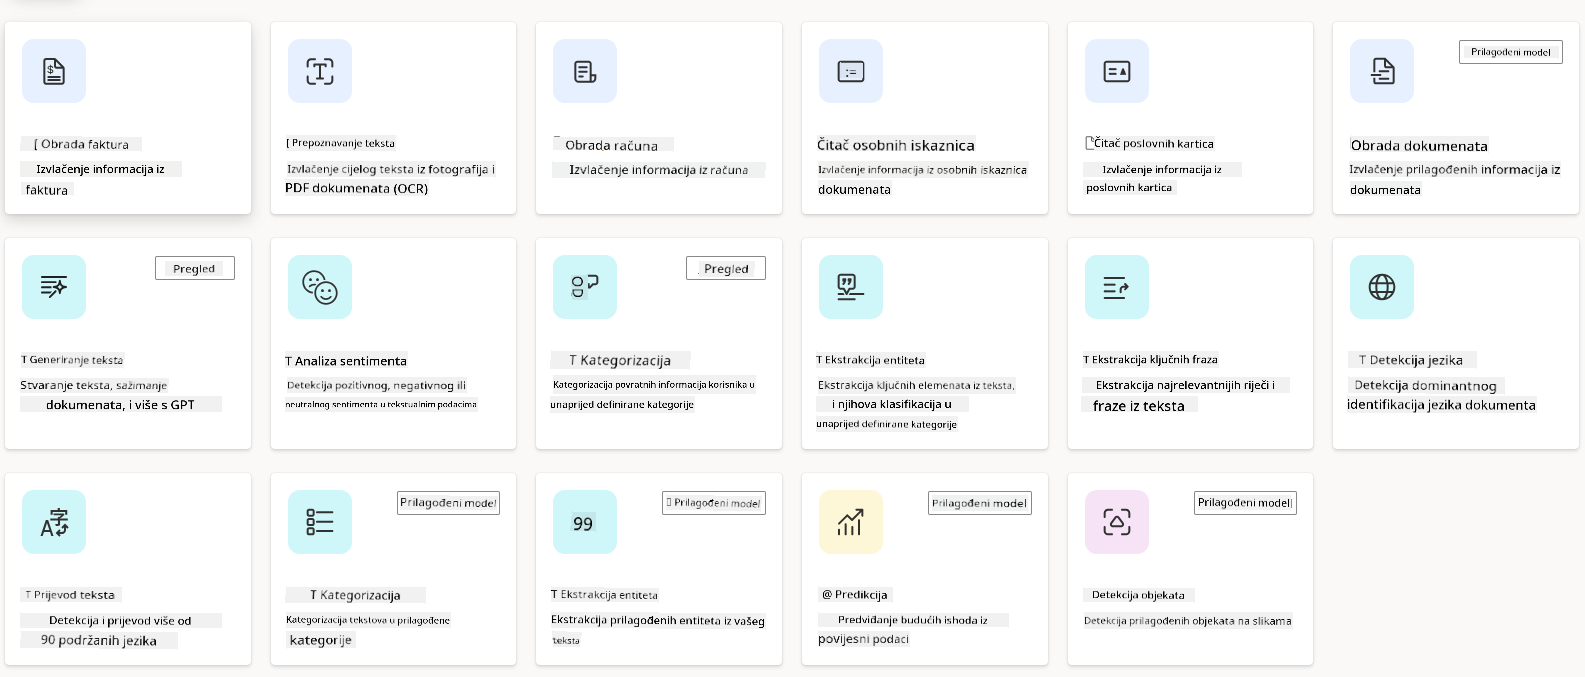 [ Obrada faktura
Izvlačenje informacija iz
faktura
[ Prepoznavanje teksta
Izvlačenje cijelog teksta iz fotografija i
PDF dokumenata (OCR)
Obrada računa
Izvlačenje informacija iz računa
Čitač osobnih iskaznica
Izvlačenje informacija iz osobnih iskaznica
dokumenata
Čitač poslovnih kartica
Izvlačenje informacija iz
poslovnih kartica
Prilagođeni model
Obrada dokumenata
Izvlačenje prilagođenih informacija iz
dokumenata
Pregled
T Generiranje teksta
Stvaranje teksta, sažimanje
dokumenata, i više s GPT
T Analiza sentimenta
Detekcija pozitivnog, negativnog ili
neutralnog sentimenta u tekstualnim podacima
Pregled
T Kategorizacija
Kategorizacija povratnih informacija korisnika u
unaprijed definirane kategorije
T Ekstrakcija entiteta
Ekstrakcija ključnih elemenata iz teksta,
i njihova klasifikacija u
unaprijed definirane kategorije
T Ekstrakcija ključnih fraza
Ekstrakcija najrelevantnijih riječi i
fraze iz teksta
T Detekcija jezika
Detekcija dominantnog
identifikacija jezika dokumenta
T Prijevod teksta
Detekcija i prijevod više od
90 podržanih jezika
Prilagođeni model
T Kategorizacija
Kategorizacija tekstova u prilagođene
kategorije
Prilagođeni model
99
T Ekstrakcija entiteta
Ekstrakcija prilagođenih entiteta iz vašeg
teksta
Prilagođeni model
@ Predikcija
Predviđanje budućih ishoda iz
povijesni podaci
Prilagođeni model
Detekcija objekata
Detekcija prilagođenih objekata na slikama